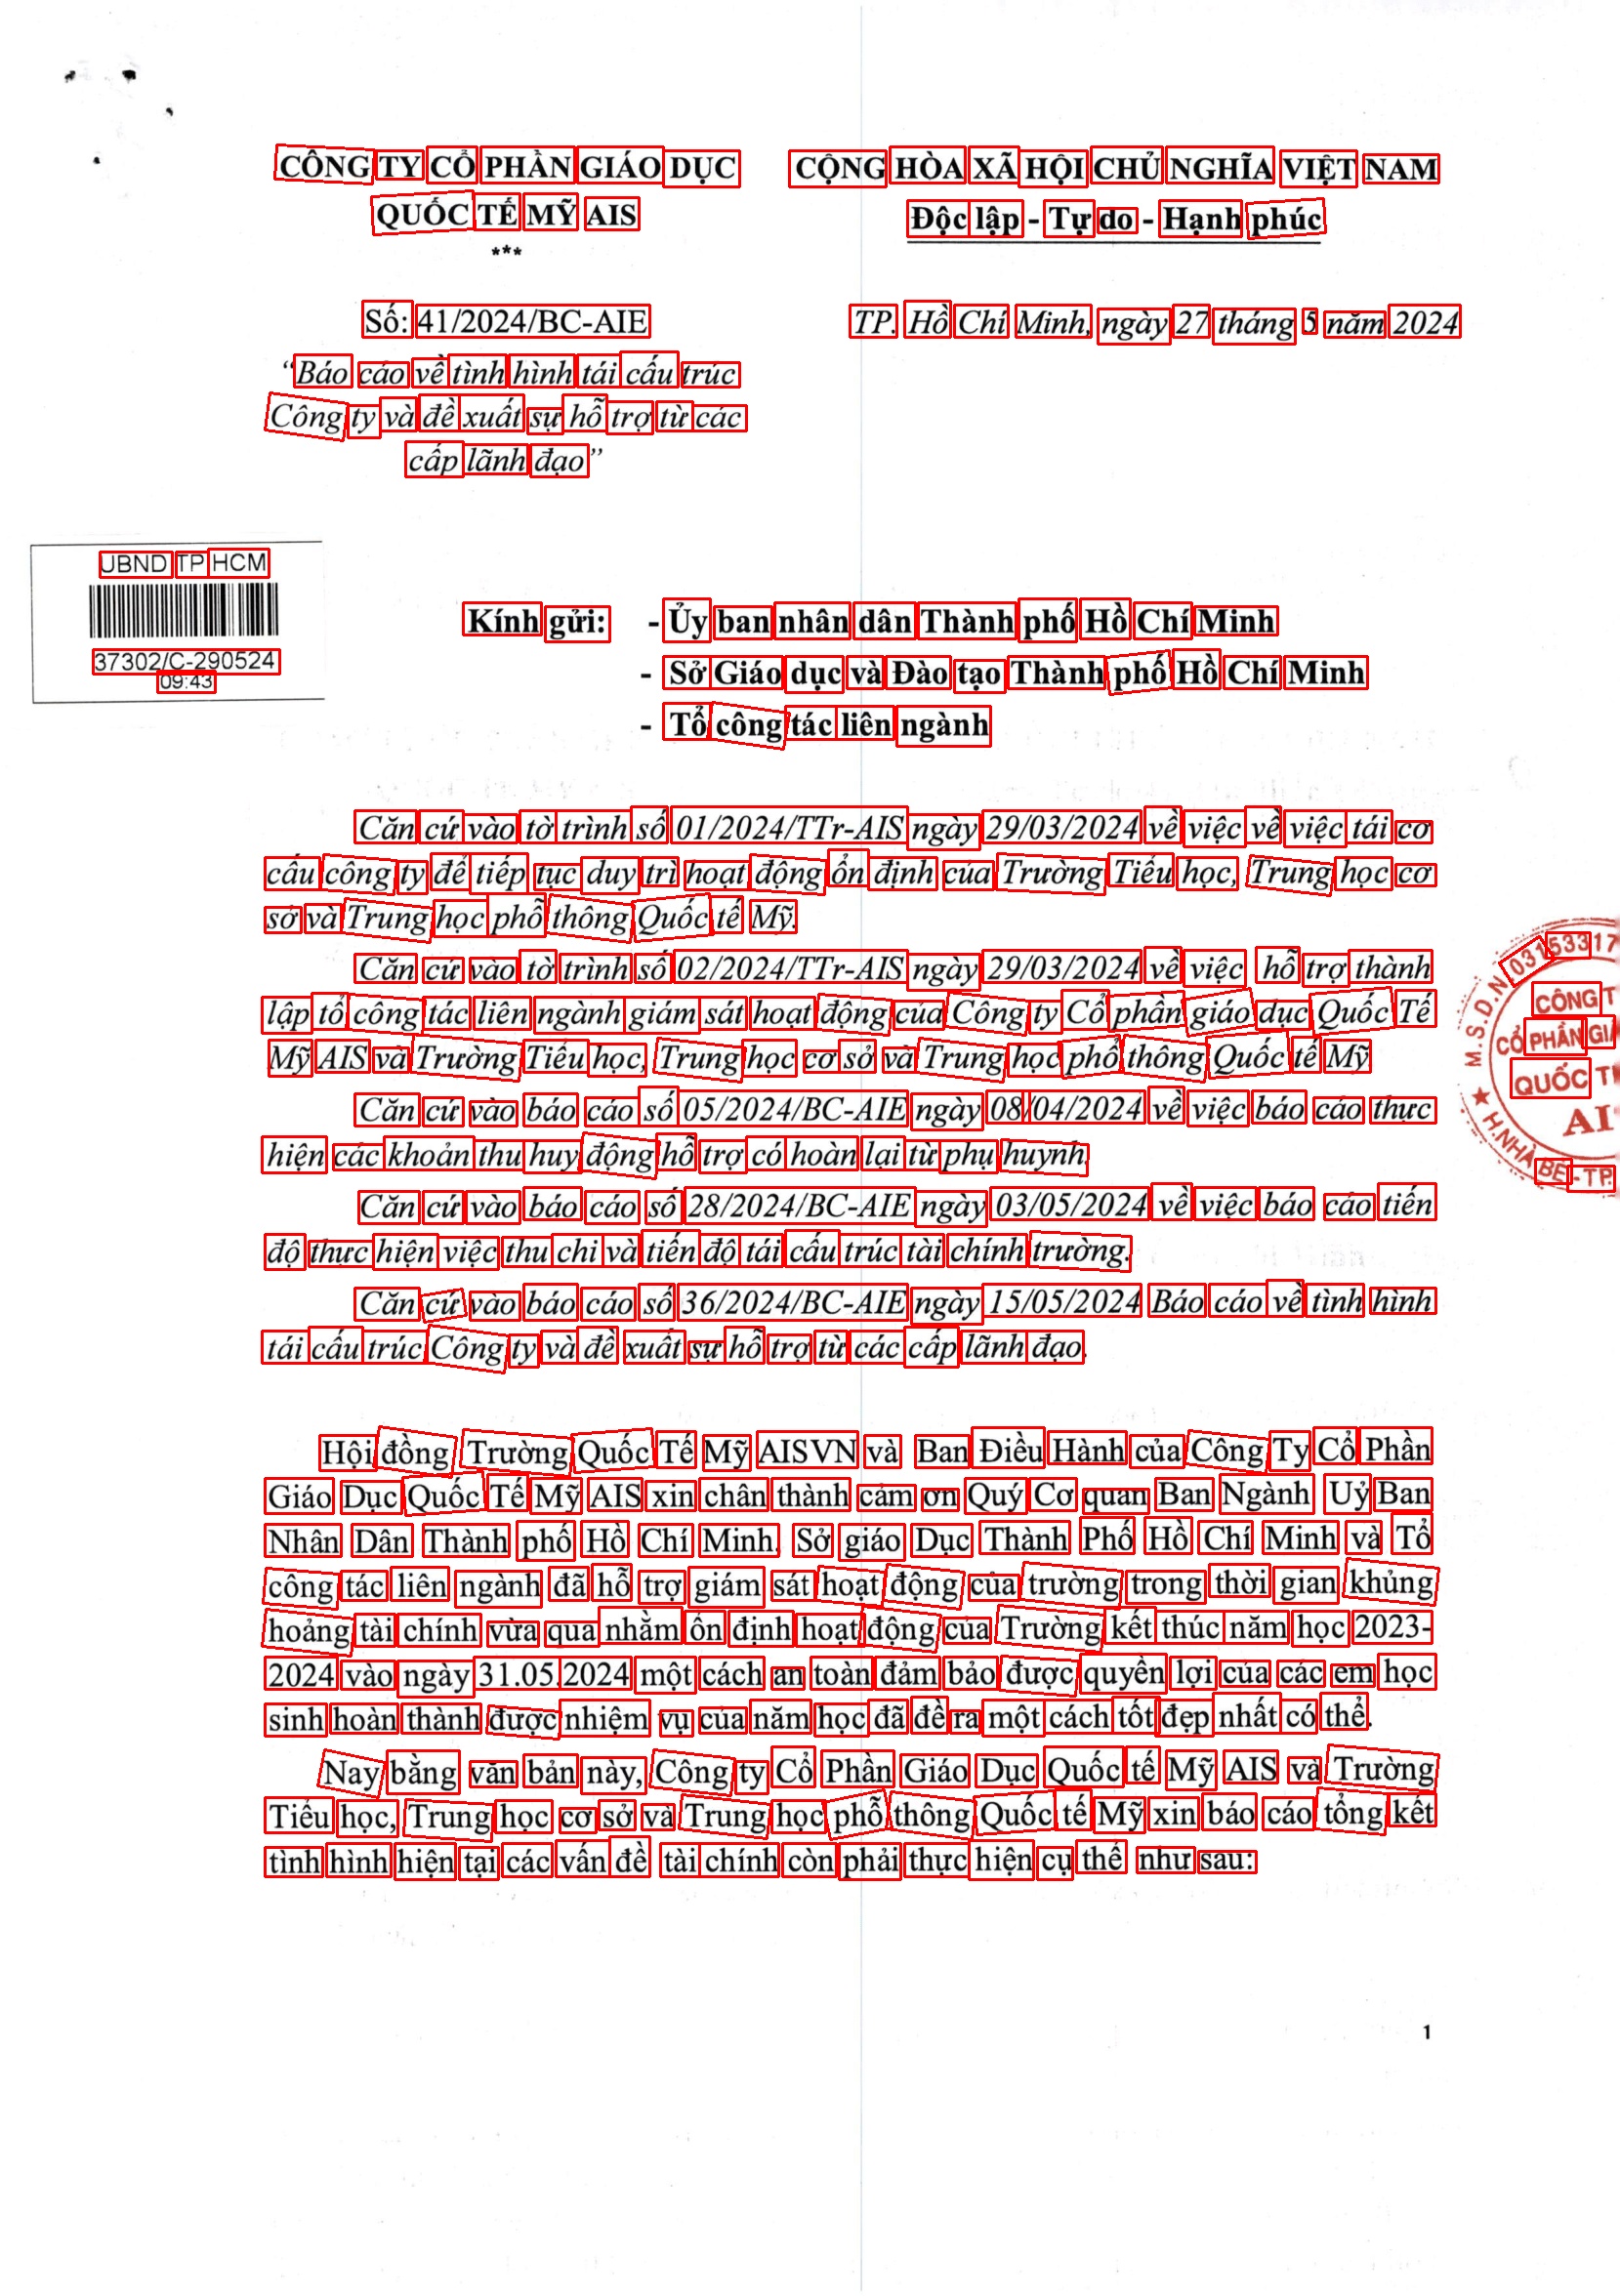 CÔNG TY CỔ PHẦN GIÁO DỤC
QUỐC TẾ MỸ AIS
***
CỘNG HÒA XÃ HỘI CHỦ NGHĨA VIỆT NAM
Độc lập - Tự do - Hạnh phúc
Số: 41/2024/BC-AIE
TP. Hồ Chí Minh, ngày 27 tháng 5 năm 2024
“Báo cáo về tình hình tái cấu trúc
Công ty và đề xuất sự hỗ trợ từ các
cấp lãnh đạo”
UBND TP HCM
37302/C-290524
09:43
Kính gửi: - Ủy ban nhân dân Thành phố Hồ Chí Minh
- Sở Giáo dục và Đào tạo Thành phố Hồ Chí Minh
- Tổ công tác liên ngành
Căn cứ vào tờ trình số 01/2024/TTr-AIS ngày 29/03/2024 về việc về việc tái cơ
cấu công ty để tiếp tục duy trì hoạt động ổn định của Trường Tiểu học, Trung học cơ
sở và Trung học phổ thông Quốc tế Mỹ.
Căn cứ vào tờ trình số 02/2024/TTr-AIS ngày 29/03/2024 về việc hỗ trợ thành
lập tổ công tác liên ngành giám sát hoạt động của Công ty Cổ phần giáo dục Quốc Tế
Mỹ AIS và Trường Tiểu học, Trung học cơ sở và Trung học phổ thông Quốc tế Mỹ
Căn cứ vào báo cáo số 05/2024/BC-AIE ngày 08/04/2024 về việc báo cáo thực
hiện các khoản thu huy động hỗ trợ có hoàn lại từ phụ huynh.
Căn cứ vào báo cáo số 28/2024/BC-AIE ngày 03/05/2024 về việc báo cáo tiến
độ thực hiện việc thu chi và tiến độ tái cấu trúc tài chính trường.
Căn cứ vào báo cáo số 36/2024/BC-AIE ngày 15/05/2024 Báo cáo về tình hình
tái cấu trúc Công ty và đề xuất sự hỗ trợ từ các cấp lãnh đạo.
M.S.D.N:03153317
CÔNG T
CỔ PHẦN GIÁ
QUỐC T
AI
★ H.NHÀ BÈ-TP.
Hội đồng Trường Quốc Tế Mỹ AISVN và Ban Điều Hành của Công Ty Cổ Phần
Giáo Dục Quốc Tế Mỹ AIS xin chân thành cảm ơn Quý Cơ quan Ban Ngành Uỷ Ban
Nhân Dân Thành phố Hồ Chí Minh, Sở giáo Dục Thành Phố Hồ Chí Minh và Tổ
công tác liên ngành đã hỗ trợ giám sát hoạt động của trường trong thời gian khủng
hoảng tài chính vừa qua nhằm ổn định hoạt động của Trường kết thúc năm học 2023-
2024 vào ngày 31.05.2024 một cách an toàn đảm bảo được quyền lợi của các em học
sinh hoàn thành được nhiệm vụ của năm học đã đề ra một cách tốt đẹp nhất có thể.
Nay bằng văn bản này, Công ty Cổ Phần Giáo Dục Quốc tế Mỹ AIS và Trường
Tiểu học, Trung học cơ sở và Trung học phổ thông Quốc tế Mỹ xin báo cáo tổng kết
tình hình hiện tại các vấn đề tài chính còn phải thực hiện cụ thể như sau:
1